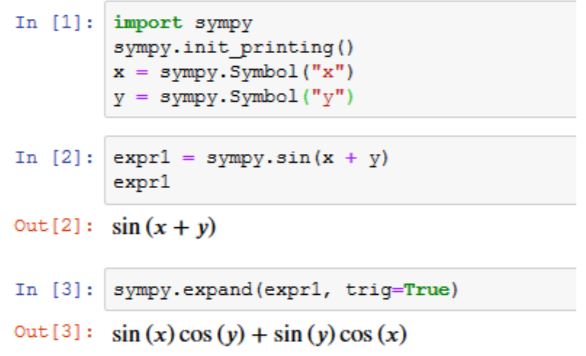 In [1]: import sympy
sympy.init_printing()
x = sympy.Symbol("x")
y = sympy.Symbol("y")
In [2]: expr1 = sympy.sin(x + y)
expr1
Out[2]: sin (x + y)
In [3]: sympy.expand(expr1, trig=True)
Out[3]: sin (x) cos (y) + sin (y) cos (x)